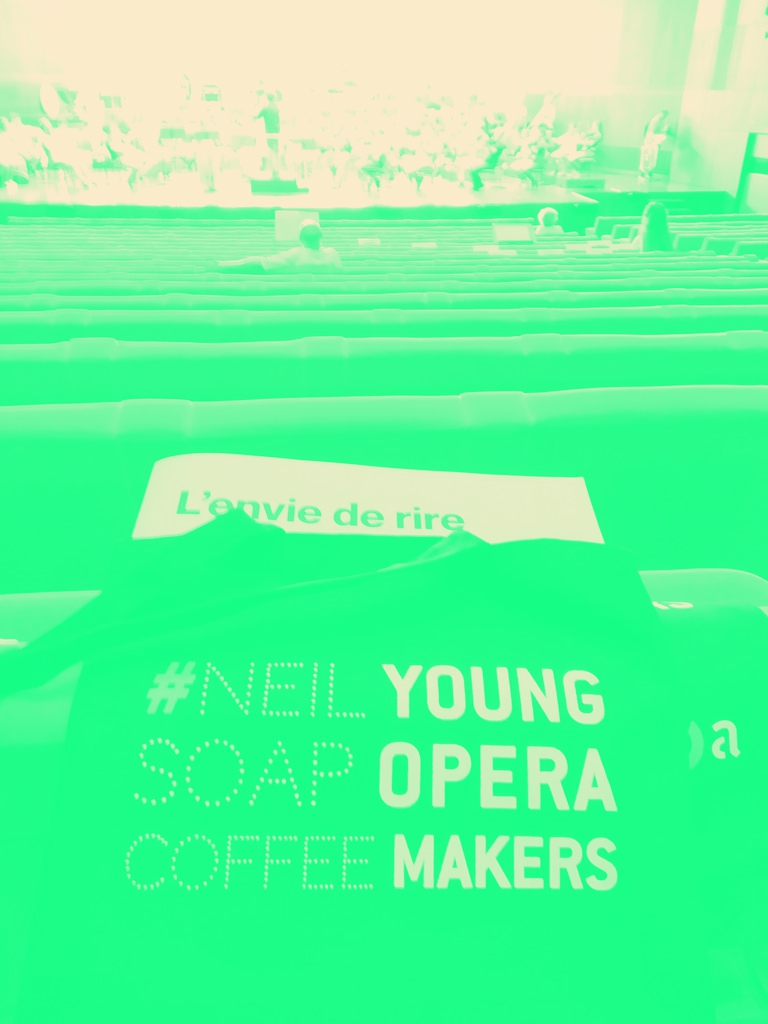 L'envie de rire
#NEIL YOUNG
SOAP OPERA
COFFEE MAKERS
a